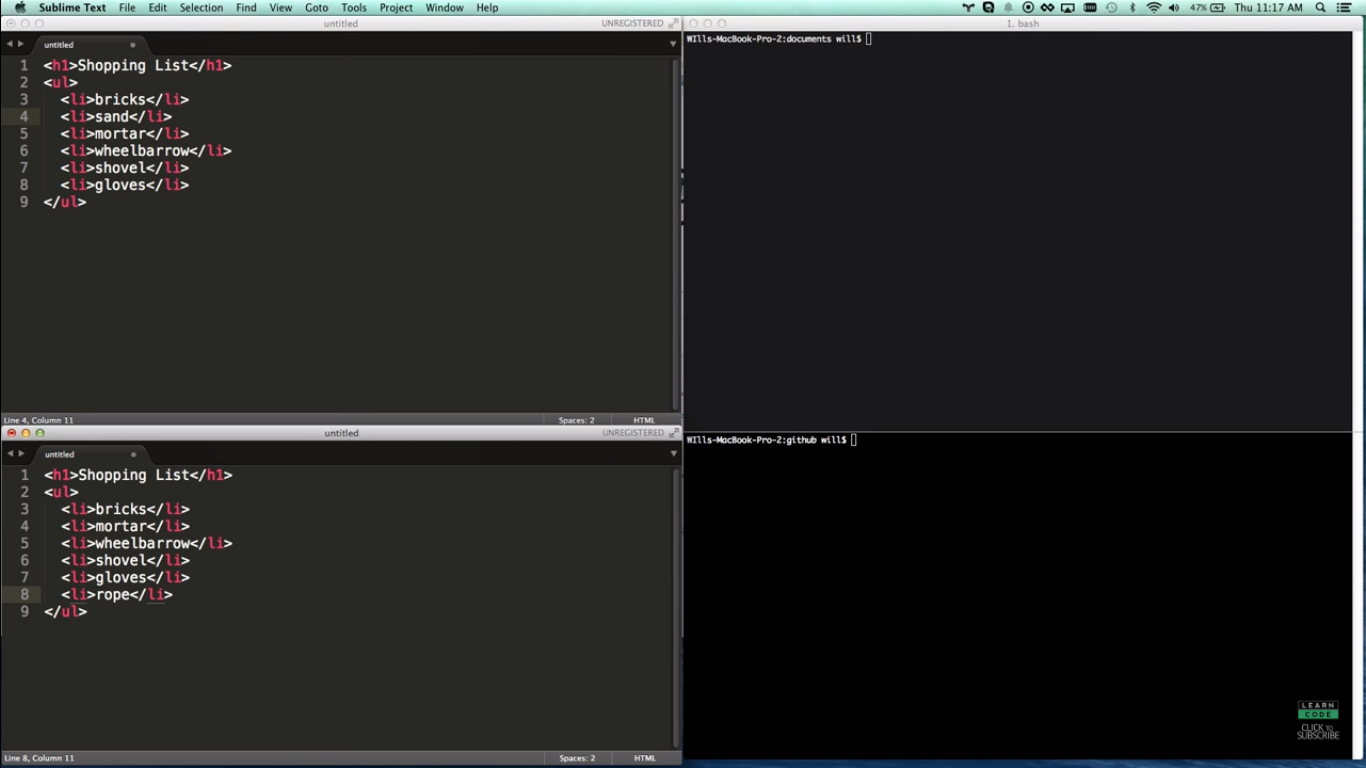 Sublime Text File Edit Selection Find View Goto Tools Project Window Help 47% Thu 11:17 AM
untitled UNREGISTERED
untitled
1 <h1>Shopping List</h1>
2 <ul>
3 <li>bricks</li>
4 <li>sand</li>
5 <li>mortar</li>
6 <li>wheelbarrow</li>
7 <li>shovel</li>
8 <li>gloves</li>
9 </ul>
Line 4, Column 11 Spaces: 2 HTML
untitled UNREGISTERED
untitled
1 <h1>Shopping List</h1>
2 <ul>
3 <li>bricks</li>
4 <li>mortar</li>
5 <li>wheelbarrow</li>
6 <li>shovel</li>
7 <li>gloves</li>
8 <li>rope</li>
9 </ul>
Line 8, Column 11 Spaces: 2 HTML
1. bash
WIlls-MacBook-Pro-2:documents will$
WIlls-MacBook-Pro-2:github will$
LEARN
CODE
CLICK TO
SUBSCRIBE